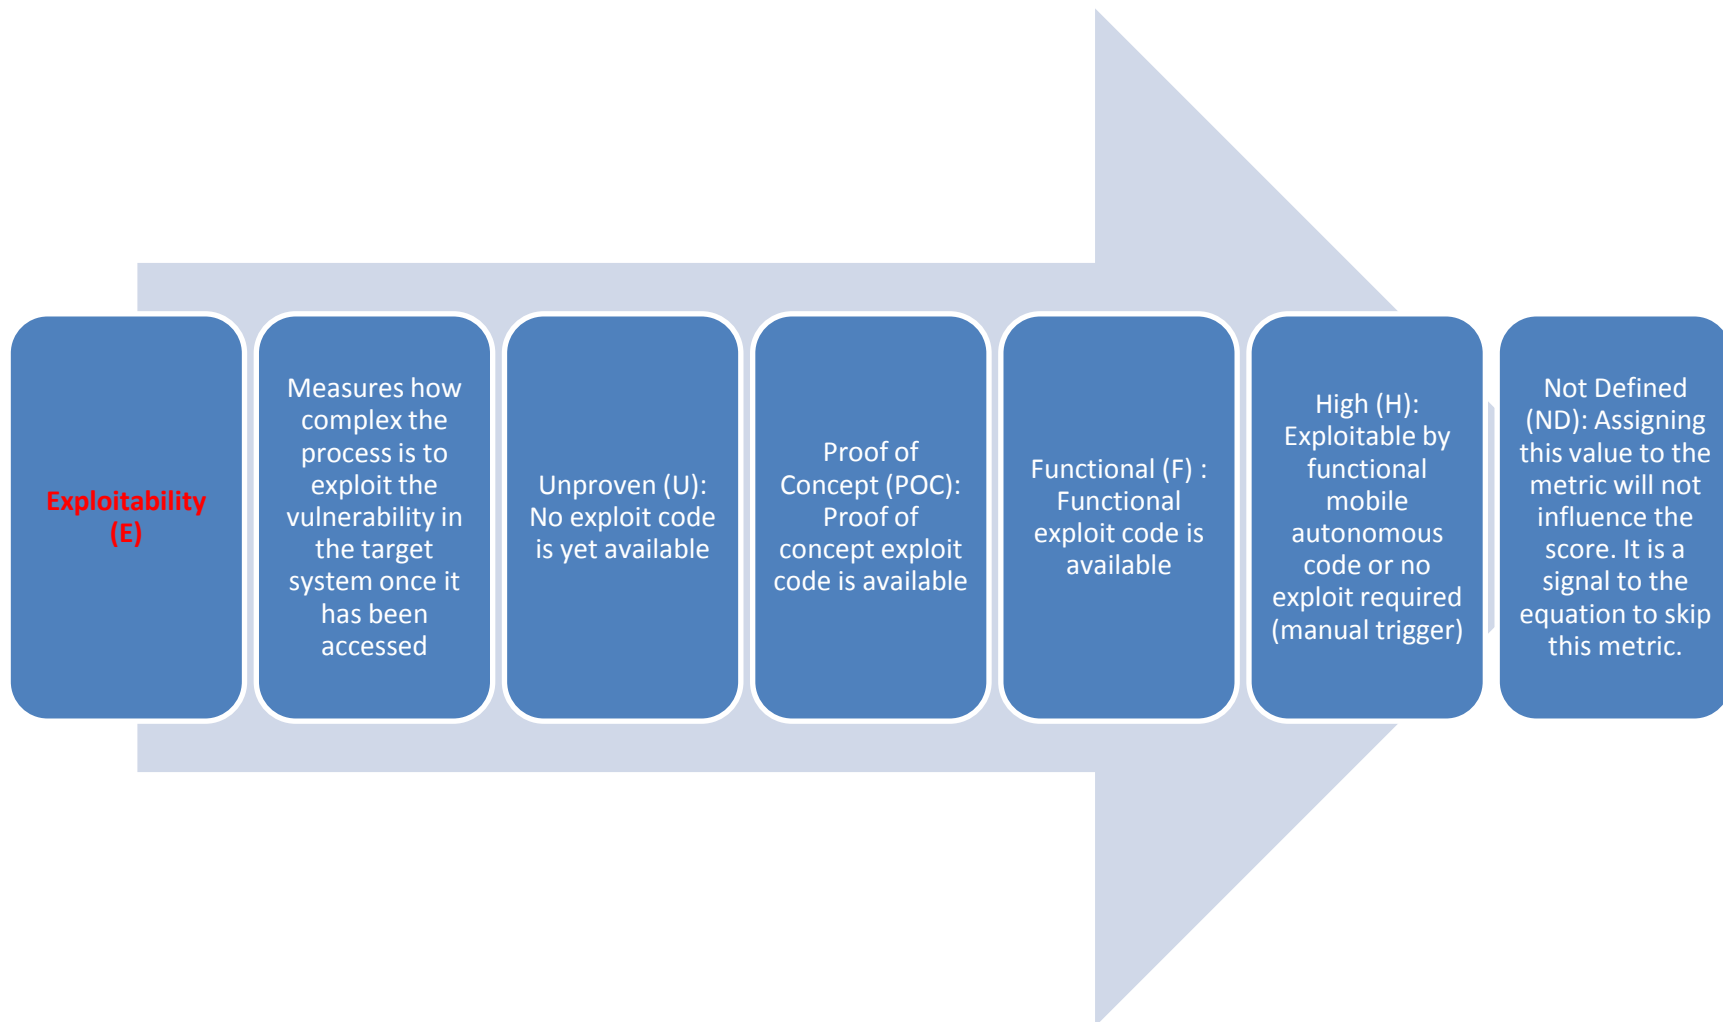 Exploitability
(E)
Measures how
complex the
process is to
exploit the
vulnerability in
the target
system once it
has been
accessed
Unproven (U):
No exploit code
is yet available
Proof of
Concept (POC):
Proof of
concept exploit
code is available
Functional (F) :
Functional
exploit code is
available
High (H):
Exploitable by
functional
mobile
autonomous
code or no
exploit required
(manual trigger)
Not Defined
(ND): Assigning
this value to the
metric will not
influence the
score. It is a
signal to the
equation to skip
this metric.